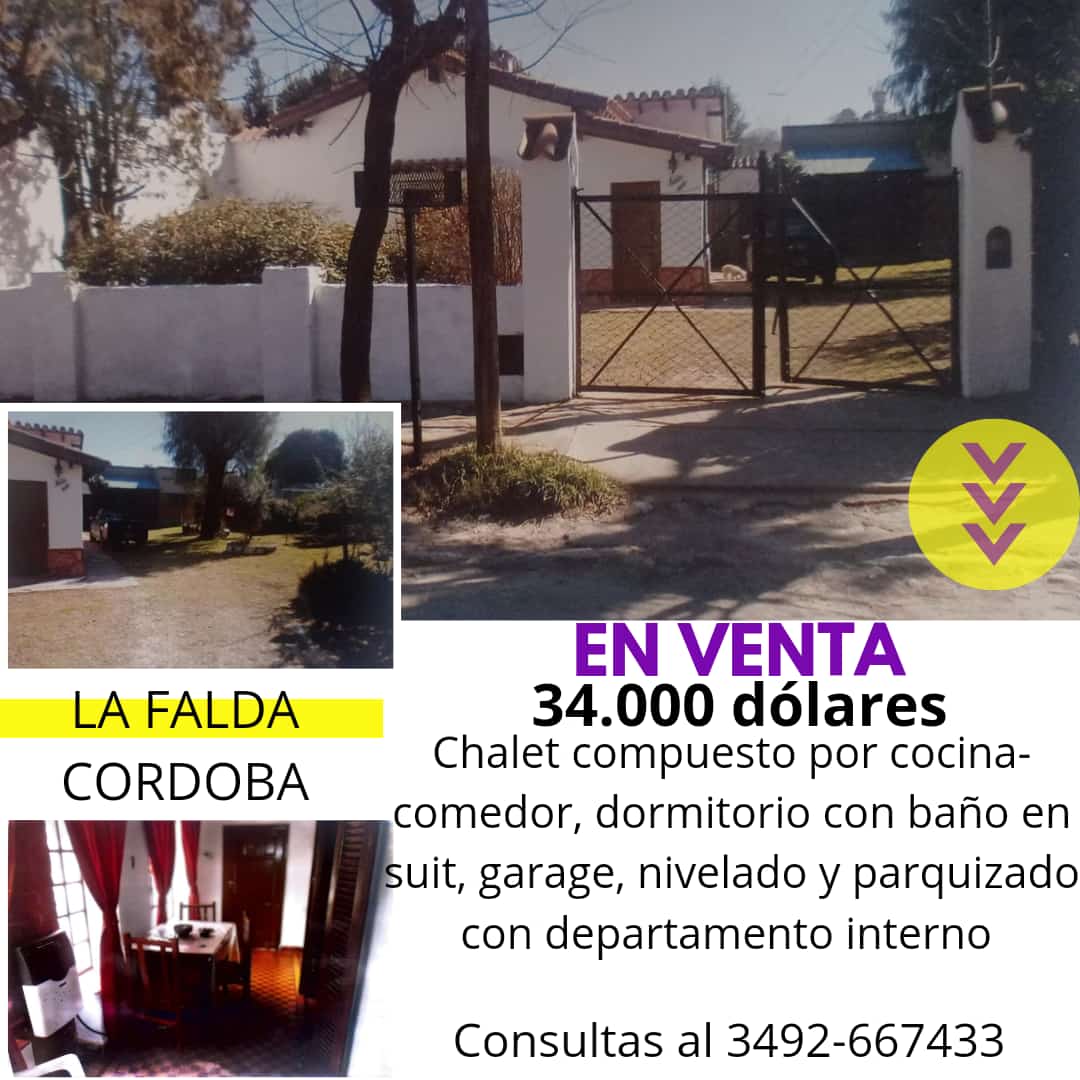 EN VENTA
34.000 dólares
Chalet compuesto por cocina-
comedor, dormitorio con baño en
suit, garage, nivelado y parquizado
con departamento interno
Consultas al 3492-667433
LA FALDA
CORDOBA